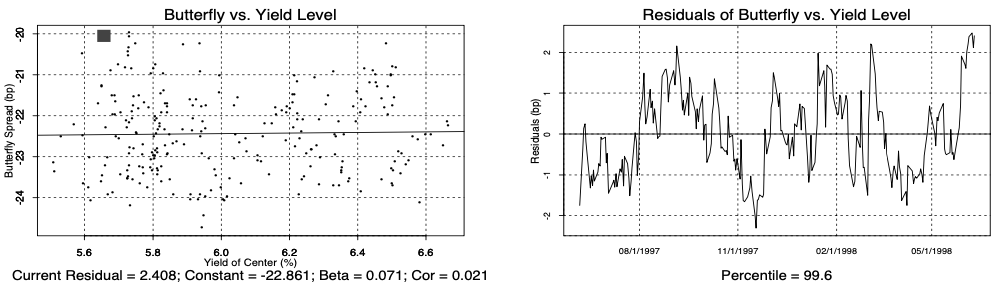 Butterfly vs. Yield Level
Butterfly Spread (bp)
-20
-21
-22
-23
-24
5.6 5.8 6.0 6.2 6.4 6.6
Yield of Center (%)
Current Residual = 2.408; Constant = -22.861; Beta = 0.071; Cor = 0.021
Residuals of Butterfly vs. Yield Level
Residuals (bp)
2
1
0
-1
-2
08/1/1997 11/1/1997 02/1/1998 05/1/1998
Percentile = 99.6